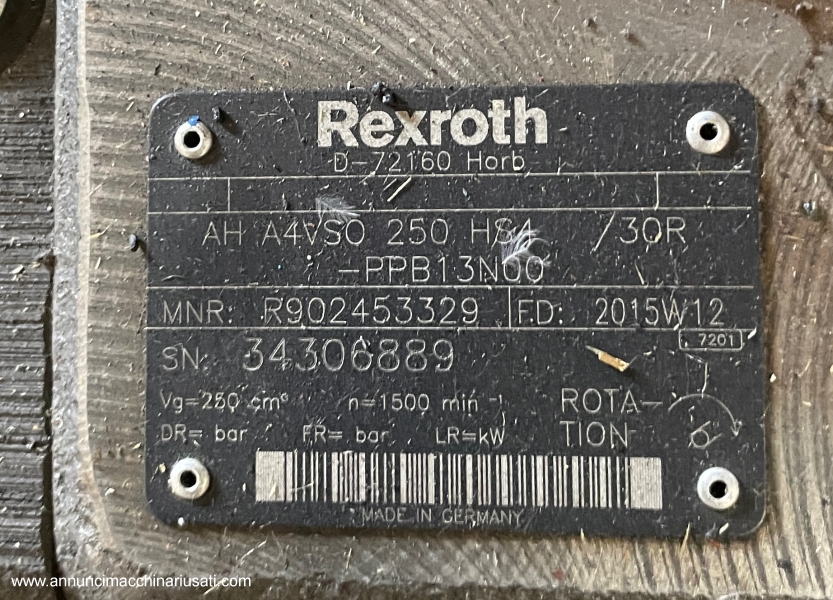 Rexroth
D-72160 Horb
AH A4VSO 250 HS4 /30R
-PPB13N00
MNR: R902453329 FD: 2015W12
7201
SN: 34306889
Vg=250 cm³ n=1500 min-1
ROTA-
TION
DR= bar FR= bar LR=kW
MADE IN GERMANY
www.annuncimacchinariusati.com